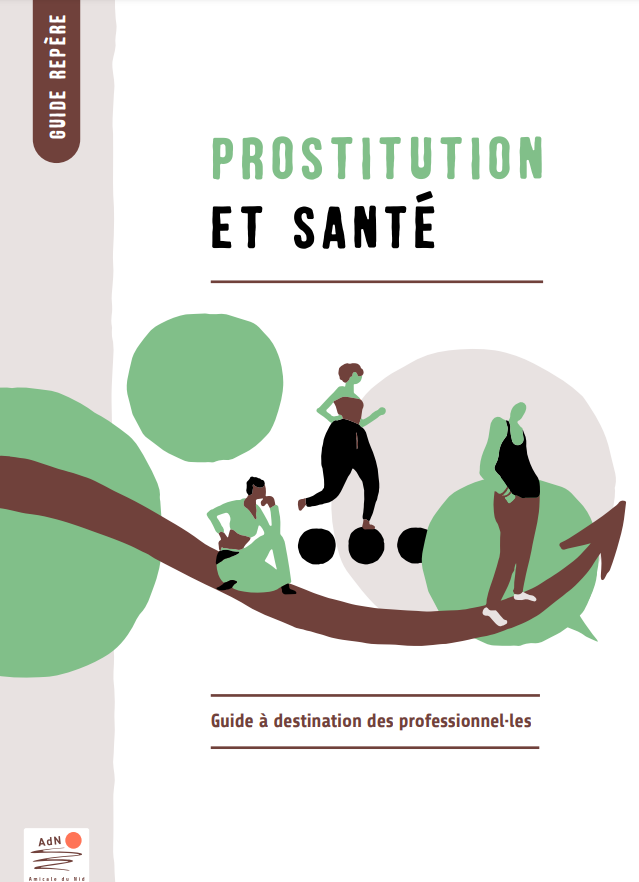 GUIDE REPÈRE
PROSTITUTION
ET SANTÉ
Guide à destination des professionnel·les
AdN
Amicale du Nid